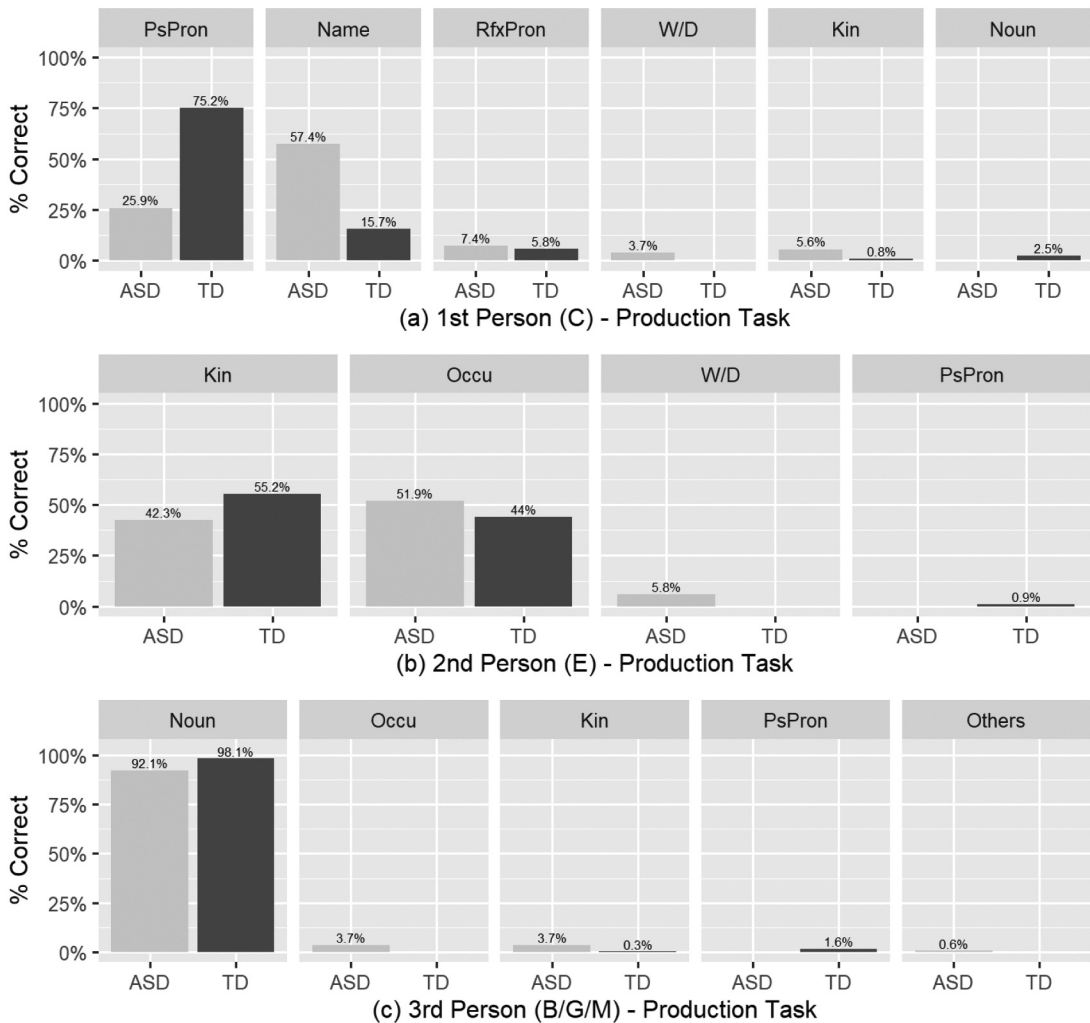 PsPron Name RfxPron W/D Kin Noun
100%
75%
50%
25%
0%
% Correct
25.9% 75.2% 57.4% 15.7% 7.4% 5.8% 3.7% 5.6% 0.8% 2.5%
ASD TD ASD TD ASD TD ASD TD ASD TD ASD TD
(a) 1st Person (C) - Production Task
Kin Occu W/D PsPron
100%
75%
50%
25%
0%
% Correct
42.3% 55.2% 51.9% 44% 5.8% 0.9%
ASD TD ASD TD ASD TD ASD TD
(b) 2nd Person (E) - Production Task
Noun Occu Kin PsPron Others
100%
75%
50%
25%
0%
% Correct
92.1% 98.1% 3.7% 3.7% 0.3% 1.6% 0.6%
ASD TD ASD TD ASD TD ASD TD ASD TD
(c) 3rd Person (B/G/M) - Production Task